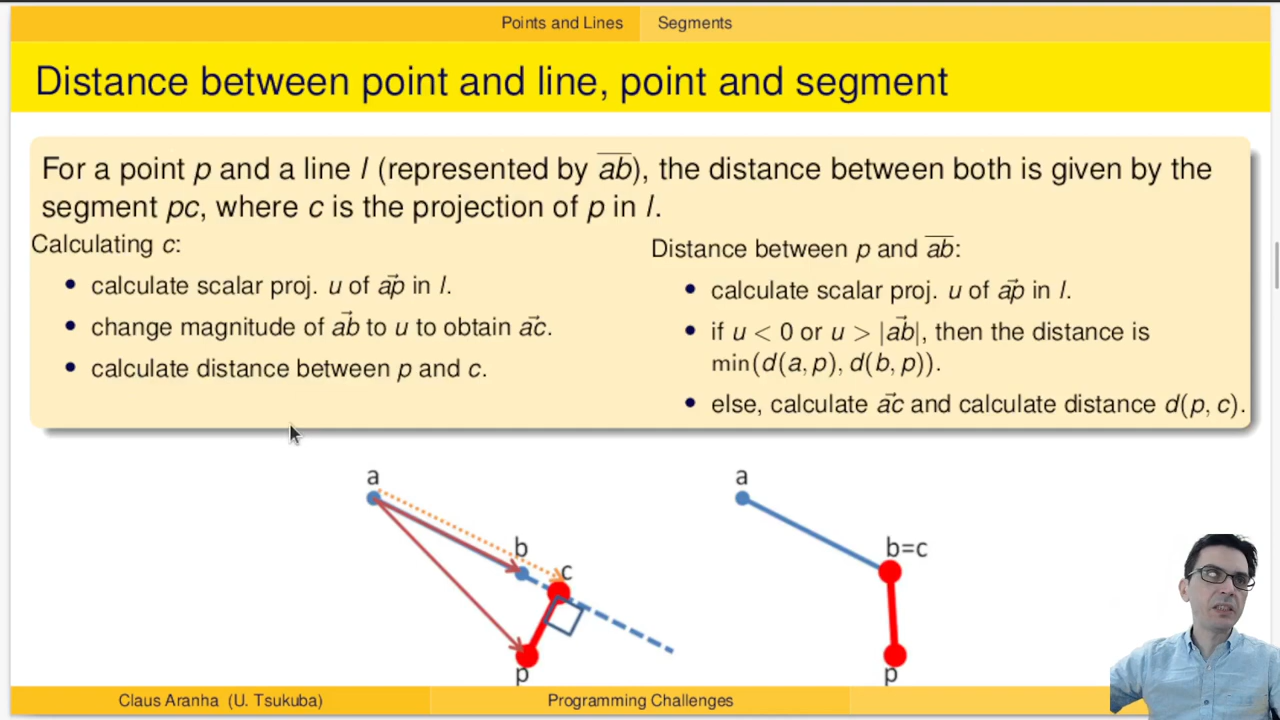 Points and Lines Segments
Distance between point and line, point and segment
For a point p and a line l (represented by a̅b̅), the distance between both is given by the
segment pc, where c is the projection of p in l.
Calculating c:
• calculate scalar proj. u of ap⃗ in l.
• change magnitude of ab⃗ to u to obtain ac⃗.
• calculate distance between p and c.
Distance between p and a̅b̅:
• calculate scalar proj. u of ap⃗ in l.
• if u < 0 or u > |ab⃗|, then the distance is
min(d(a, p), d(b, p)).
• else, calculate ac⃗ and calculate distance d(p, c).
a
b
c
p
a
b=c
p
Claus Aranha (U. Tsukuba) Programming Challenges